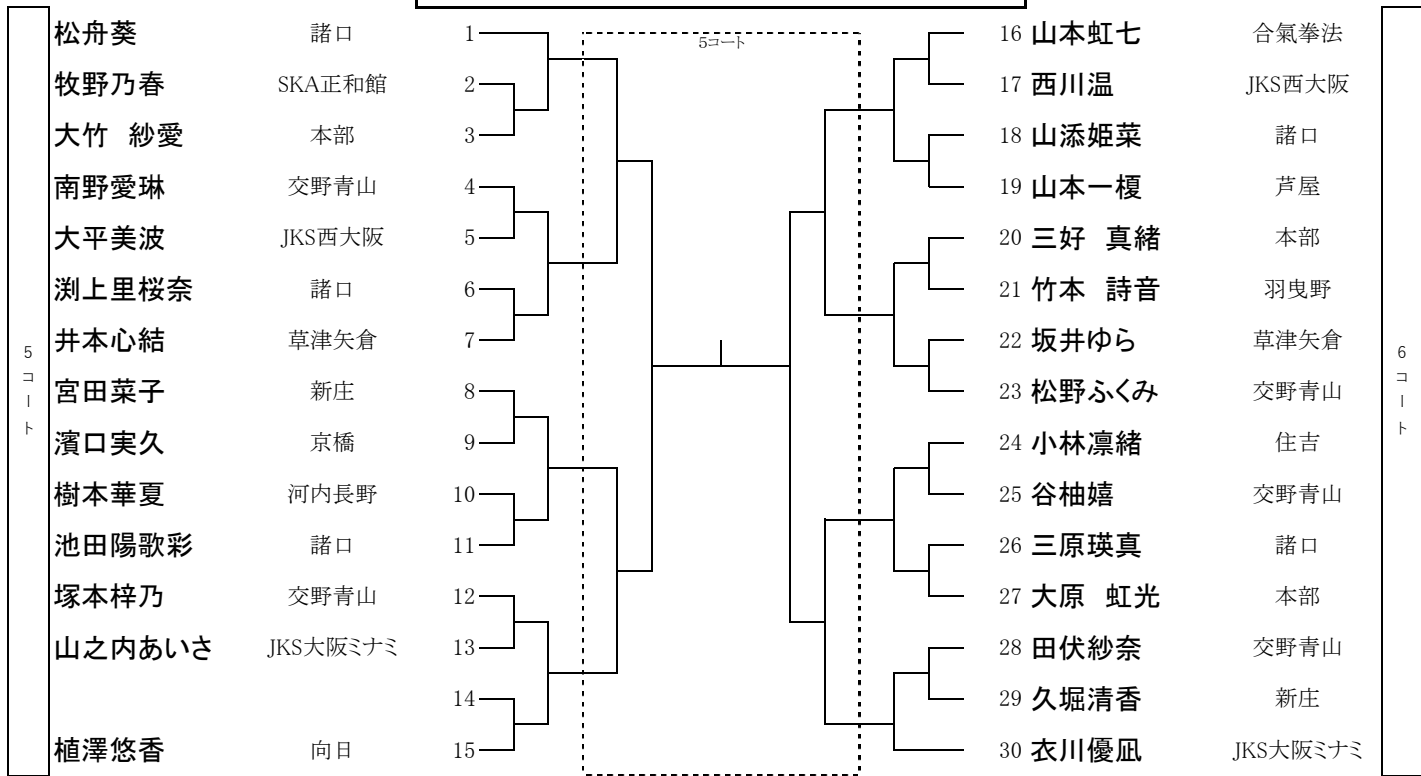 5コート
松舟葵 諸口 1
牧野乃春 SKA正和館 2
大竹 紗愛 本部 3
南野愛琳 交野青山 4
大平美波 JKS西大阪 5
渕上里桜奈 諸口 6
井本心結 草津矢倉 7
宮田菜子 新庄 8
濱口実久 京橋 9
樹本華夏 河内長野 10
池田陽歌彩 諸口 11
塚本梓乃 交野青山 12
山之内あいさ JKS大阪ミナミ 13
14
植澤悠香 向日 15
5コート
16 山本虹七 合氣拳法
17 西川温 JKS西大阪
18 山添姫菜 諸口
19 山本一榎 芦屋
20 三好 真緒 本部
21 竹本 詩音 羽曳野
22 坂井ゆら 草津矢倉
23 松野ふくみ 交野青山
24 小林凛緒 住吉
25 谷柚嬉 交野青山
26 三原瑛真 諸口
27 大原 虹光 本部
28 田伏紗奈 交野青山
29 久堀清香 新庄
30 衣川優凪 JKS大阪ミナミ
6コート